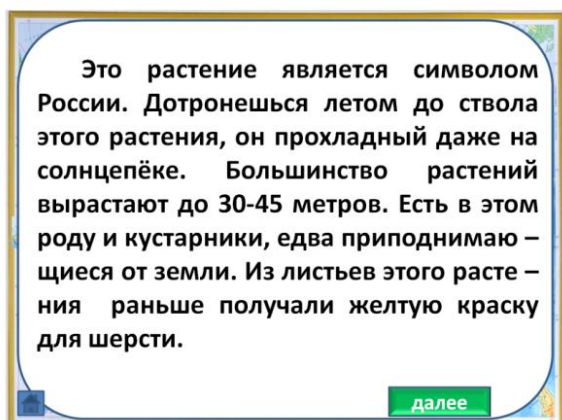 Это растение является символом
России. Дотронешься летом до ствола
этого растения, он прохладный даже на
солнцепёке. Большинство растений
вырастают до 30-45 метров. Есть в этом
роду и кустарники, едва приподнимаю –
щиеся от земли. Из листьев этого расте –
ния раньше получали желтую краску
для шерсти.
далее